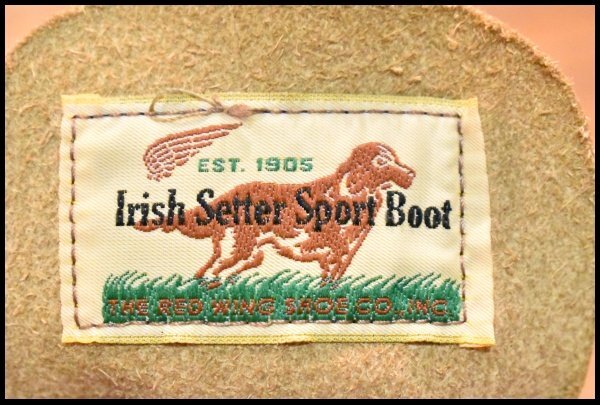 EST. 1905
Irish Setter Sport Boot
THE RED WING SHOE CO., INC.